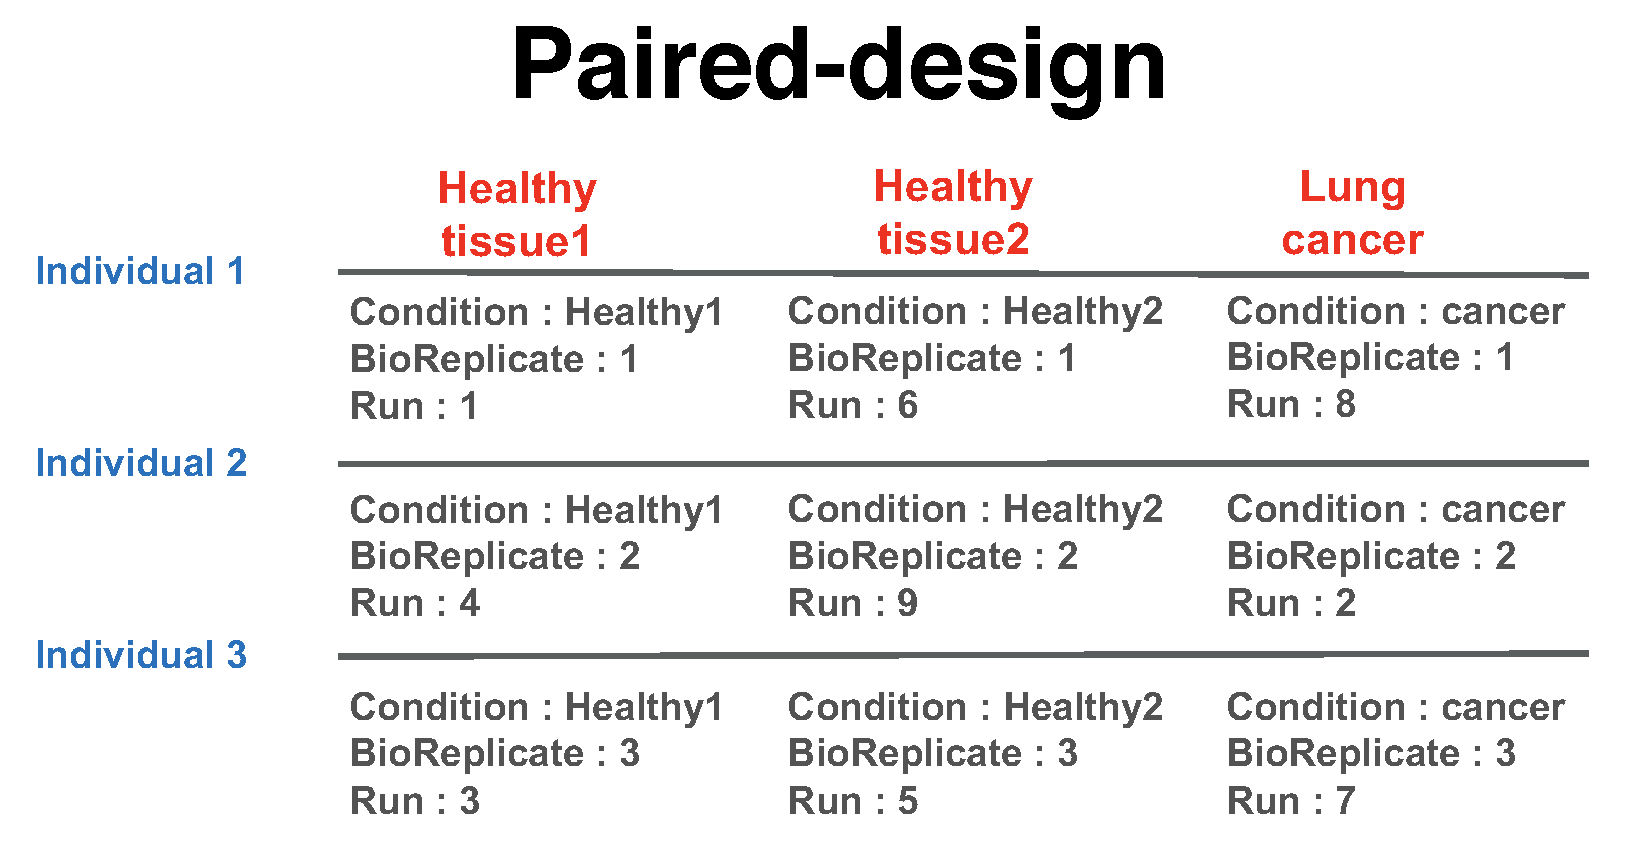 Paired-design
Healthy
tissue1
Healthy
tissue2
Lung
cancer
Individual 1
Condition : Healthy1
BioReplicate : 1
Run : 1
Condition : Healthy2
BioReplicate : 1
Run : 6
Condition : cancer
BioReplicate : 1
Run : 8
Individual 2
Condition : Healthy1
BioReplicate : 2
Run : 4
Condition : Healthy2
BioReplicate : 2
Run : 9
Condition : cancer
BioReplicate : 2
Run : 2
Individual 3
Condition : Healthy1
BioReplicate : 3
Run : 3
Condition : Healthy2
BioReplicate : 3
Run : 5
Condition : cancer
BioReplicate : 3
Run : 7